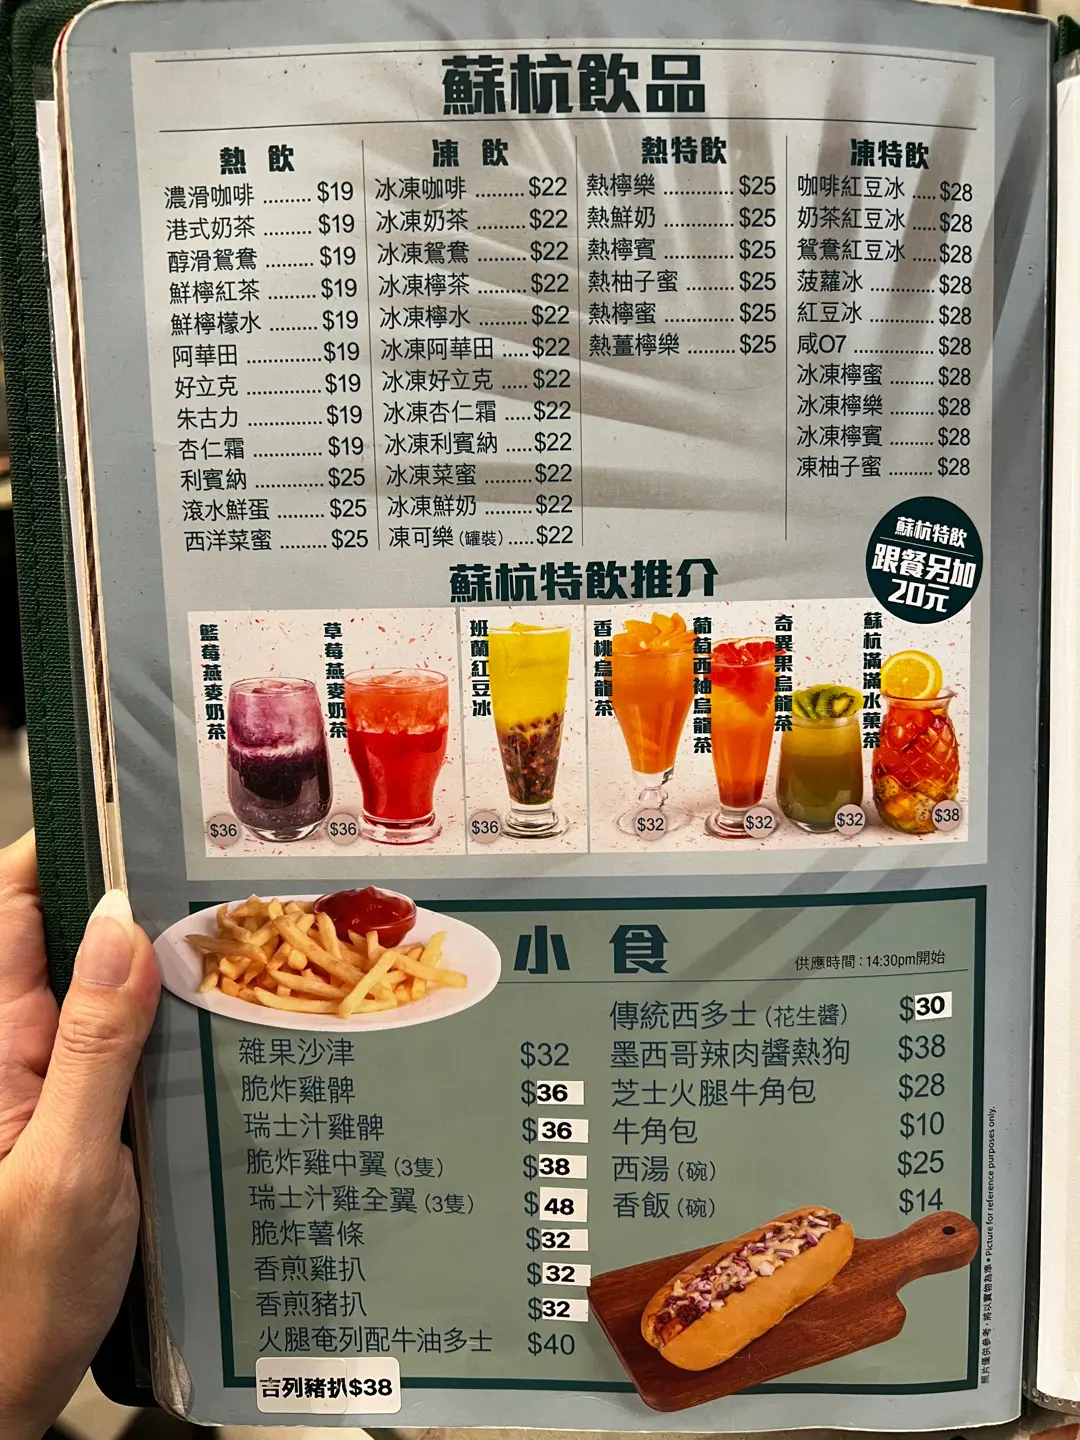 蘇杭飲品
熱飲
濃滑咖啡 ......... $19
港式奶茶 ......... $19
醇滑鴛鴦 ......... $19
鮮檸紅茶 ......... $19
鮮檸檬水 ......... $19
阿華田 ............ $19
好立克 ............ $19
朱古力 ............ $19
杏仁霜 ............ $19
利賓納 ............ $25
滾水鮮蛋 ......... $25
西洋菜蜜 ......... $25
凍飲
冰凍咖啡 ......... $22
冰凍奶茶 ......... $22
冰凍鴛鴦 ......... $22
冰凍檸茶 ......... $22
冰凍檸水 ......... $22
冰凍阿華田 ..... $22
冰凍好立克 ..... $22
冰凍杏仁霜 ..... $22
冰凍利賓納 ..... $22
冰凍菜蜜 ......... $22
冰凍鮮奶 ......... $22
凍可樂 (罐裝) ..... $22
熱特飲
熱檸樂 ............ $25
熱鮮奶 ............ $25
熱檸賓 ............ $25
熱柚子蜜 ......... $25
熱檸蜜 ............ $25
熱薑檸樂 ......... $25
凍特飲
咖啡紅豆冰 ..... $28
奶茶紅豆冰 ..... $28
鴛鴦紅豆冰 ..... $28
菠蘿冰 ............ $28
紅豆冰 ............ $28
咸07 ............... $28
冰凍檸蜜 ......... $28
冰凍檸樂 ......... $28
冰凍檸賓 ......... $28
凍柚子蜜 ......... $28
蘇杭特飲
跟餐另加
20元
蘇杭特飲推介
藍莓燕麥奶茶
$36
草莓燕麥奶茶
$36
班蘭紅豆冰
$36
香桃烏龍茶
$32
葡萄西柚烏龍茶
$32
奇異果烏龍茶
$32
蘇杭滿滿水菓茶
$38
小食
供應時間：14:30pm開始
雜果沙津 $32
脆炸雞髀 $36
瑞士汁雞髀 $36
脆炸雞中翼 (3隻) $38
瑞士汁雞全翼 (3隻) $48
脆炸薯條 $32
香煎雞扒 $32
香煎豬扒 $32
火腿奄列配牛油多士 $40
吉列豬扒$38
傳統西多士 (花生醬) $30
墨西哥辣肉醬熱狗 $38
芝士火腿牛角包 $28
牛角包 $10
西湯 (碗) $25
香飯 (碗) $14
照片僅供參考，將以實物為準 • Picture for reference purposes only.